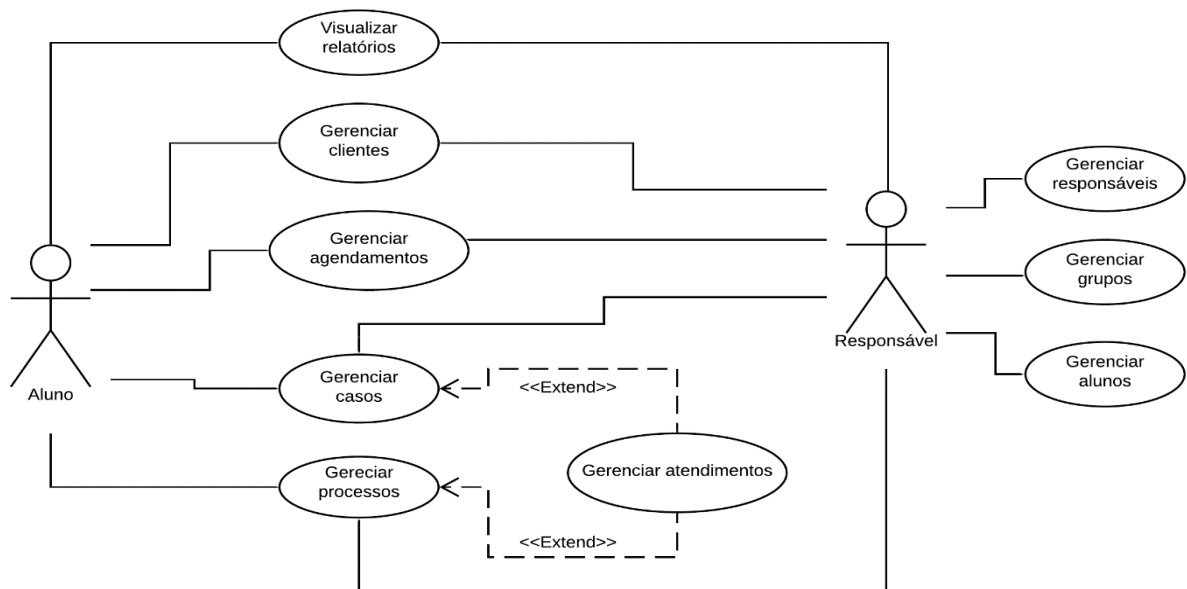 Visualizar
relatórios
Gerenciar
clientes
Gerenciar
responsáveis
Gerenciar
agendamentos
Gerenciar
grupos
Responsável
Gerenciar
alunos
Aluno
Gerenciar
casos
<<Extend>>
Gereciar
processos
Gerenciar atendimentos
<<Extend>>